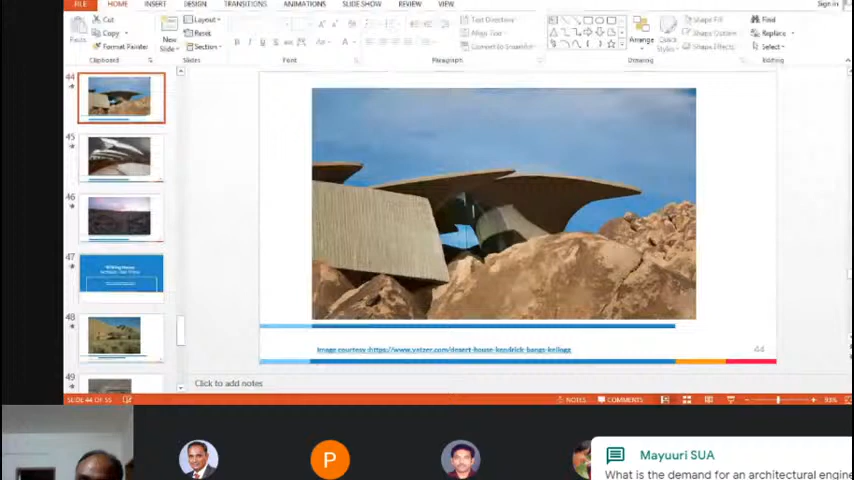 FILE HOME INSERT DESIGN TRANSITIONS ANIMATIONS SLIDE SHOW REVIEW VIEW Sign in
Cut
Copy
Format Painter
Paste
Clipboard
New
Slide
Layout
Reset
Section
Slides
Font
Paragraph
Text Direction
Align Text
Convert to SmartArt
Arrange
Quick
Styles
Shape Fill
Shape Outline
Shape Effects
Drawing
Find
Replace
Select
Editing
44
45
46
47
48
49
Image courtesy:https://www.yatzer.com/desert-house-kendrick-bangs-kellogg
44
Click to add notes
SLIDE 44 OF 55
NOTES COMMENTS 93%
P
Mayuuri SUA
What is the demand for an architectural engine